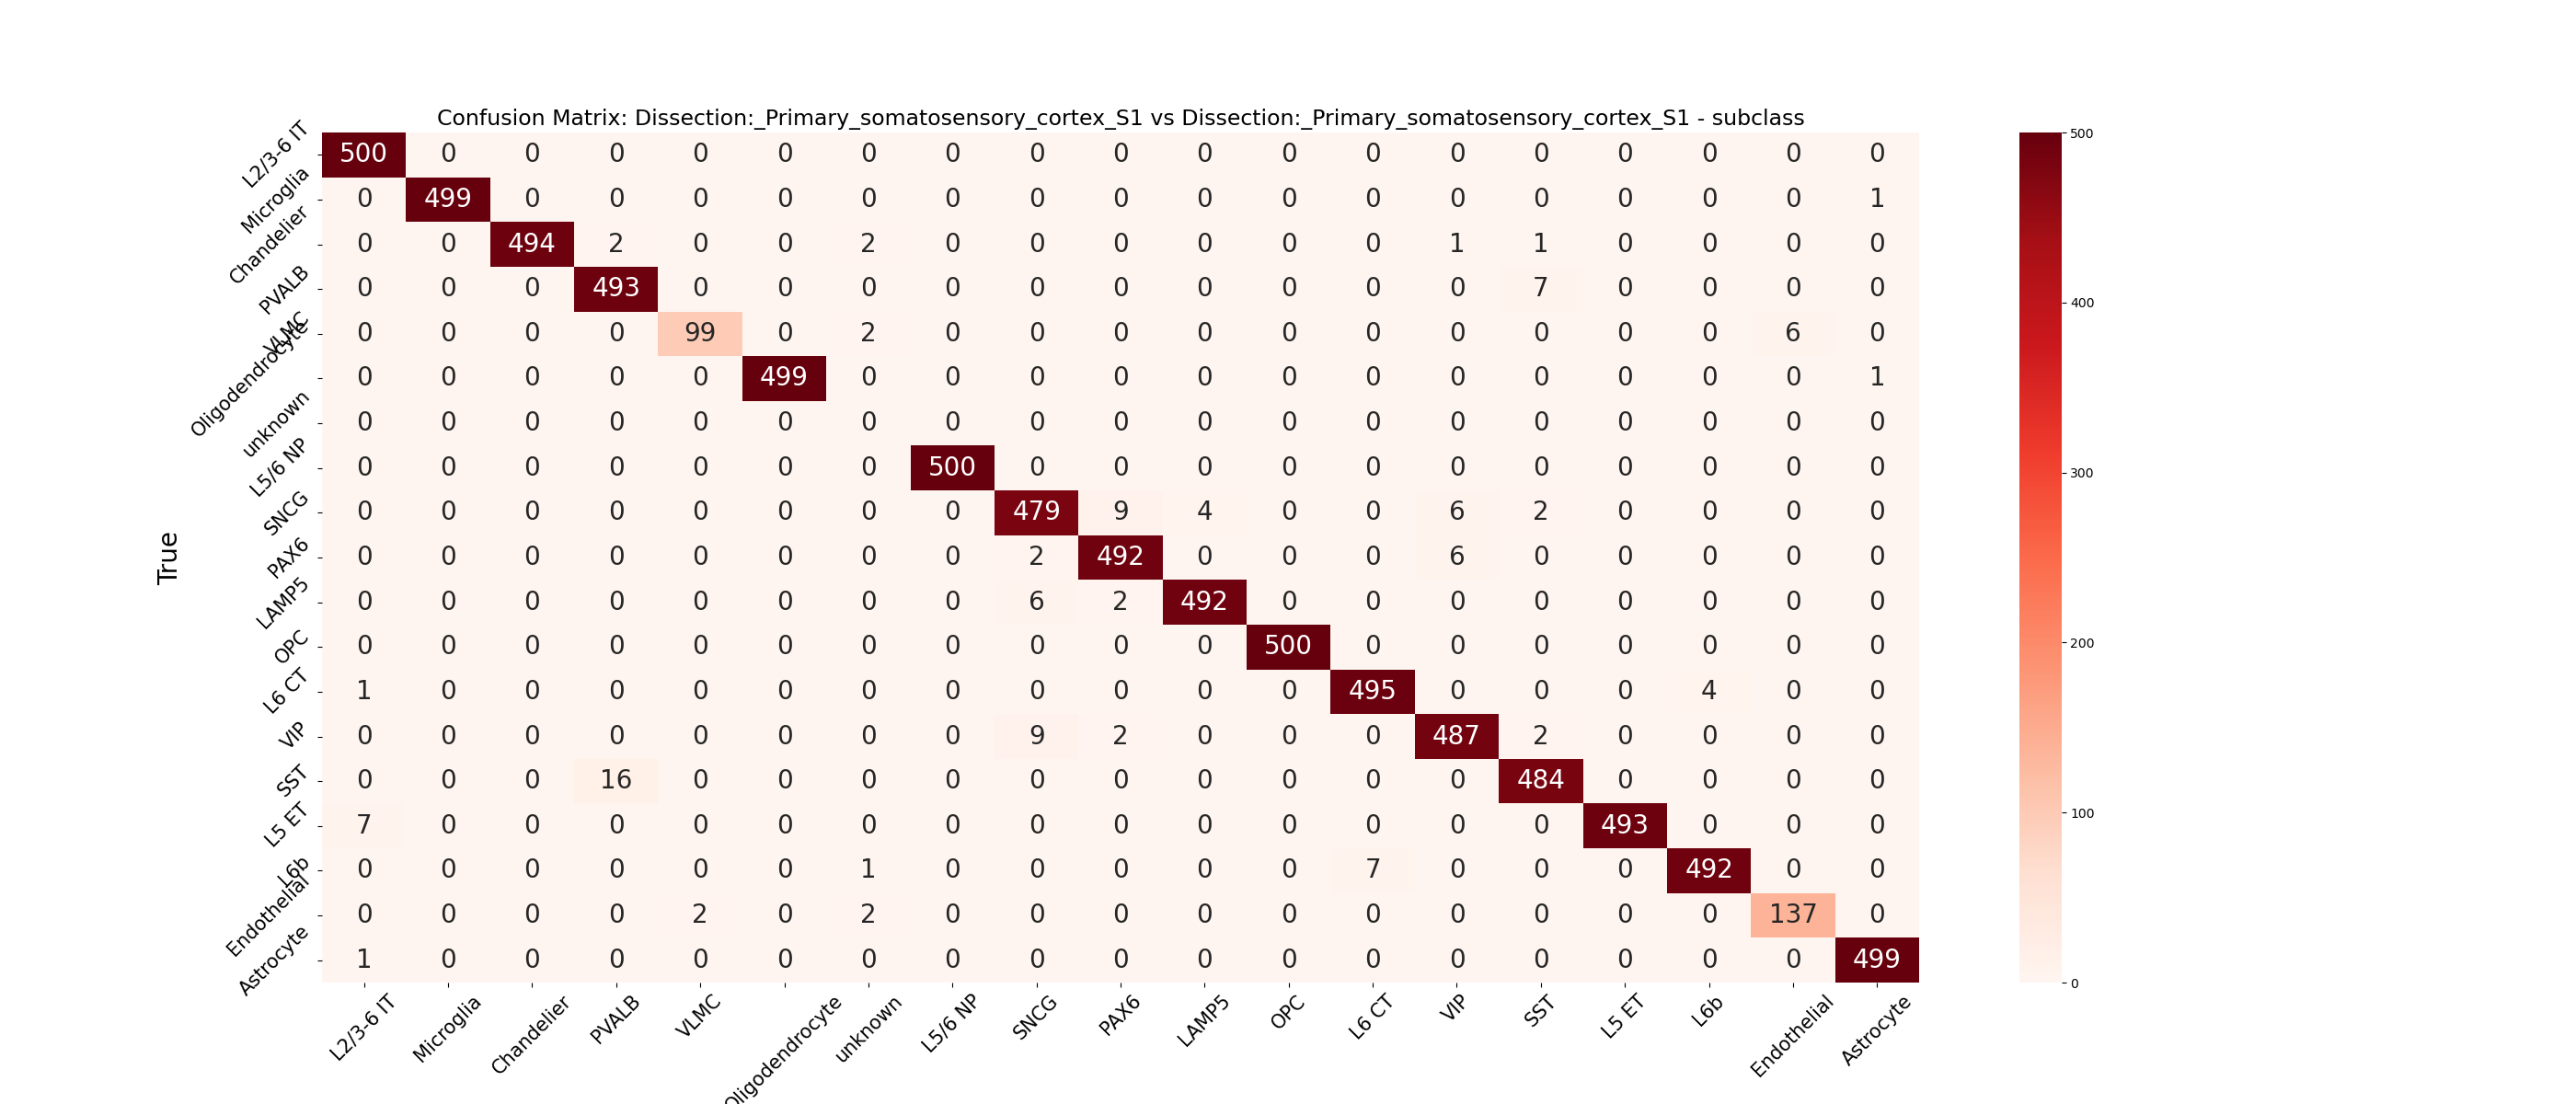 Confusion Matrix: Dissection:_Primary_somatosensory_cortex_S1 vs Dissection:_Primary_somatosensory_cortex_S1 - subclass
True
L2/3-6 IT 500 0 0 0 0 0 0 0 0 0 0 0 0 0 0 0 0 0 0
Microglia 0 499 0 0 0 0 0 0 0 0 0 0 0 0 0 0 0 0 1
Chandelier 0 0 494 2 0 0 2 0 0 0 0 0 0 1 1 0 0 0 0
PVALB 0 0 0 493 0 0 0 0 0 0 0 0 0 0 7 0 0 0 0
VLMC 0 0 0 0 99 0 2 0 0 0 0 0 0 0 0 0 0 6 0
Oligodendrocyte 0 0 0 0 0 499 0 0 0 0 0 0 0 0 0 0 0 0 1
unknown 0 0 0 0 0 0 0 0 0 0 0 0 0 0 0 0 0 0 0
L5/6 NP 0 0 0 0 0 0 0 500 0 0 0 0 0 0 0 0 0 0 0
SNCG 0 0 0 0 0 0 0 0 479 9 4 0 0 6 2 0 0 0 0
PAX6 0 0 0 0 0 0 0 0 2 492 0 0 0 6 0 0 0 0 0
LAMP5 0 0 0 0 0 0 0 0 6 2 492 0 0 0 0 0 0 0 0
OPC 0 0 0 0 0 0 0 0 0 0 0 500 0 0 0 0 0 0 0
L6 CT 1 0 0 0 0 0 0 0 0 0 0 0 495 0 0 0 4 0 0
VIP 0 0 0 0 0 0 0 0 9 2 0 0 0 487 2 0 0 0 0
SST 0 0 0 16 0 0 0 0 0 0 0 0 0 0 484 0 0 0 0
L5 ET 7 0 0 0 0 0 0 0 0 0 0 0 0 0 0 493 0 0 0
L6b 0 0 0 0 0 0 1 0 0 0 0 0 7 0 0 0 492 0 0
Endothelial 0 0 0 0 2 0 2 0 0 0 0 0 0 0 0 0 0 137 0
Astrocyte 1 0 0 0 0 0 0 0 0 0 0 0 0 0 0 0 0 0 499
L2/3-6 IT Microglia Chandelier PVALB VLMC Oligodendrocyte unknown L5/6 NP SNCG PAX6 LAMP5 OPC L6 CT VIP SST L5 ET L6b Endothelial Astrocyte
500
400
300
200
100
0